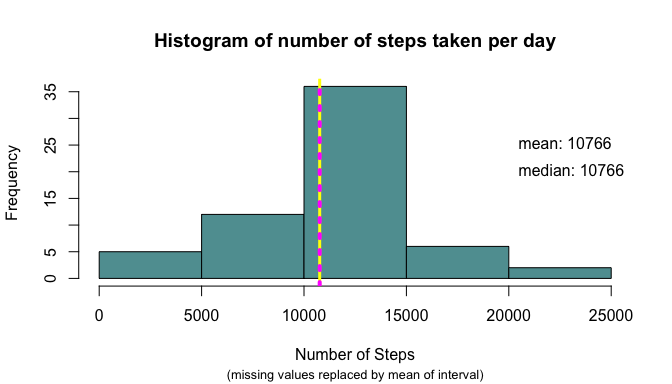 Histogram of number of steps taken per day
35
25
15
5
0
Frequency
mean: 10766
median: 10766
0 5000 10000 15000 20000 25000
Number of Steps
(missing values replaced by mean of interval)